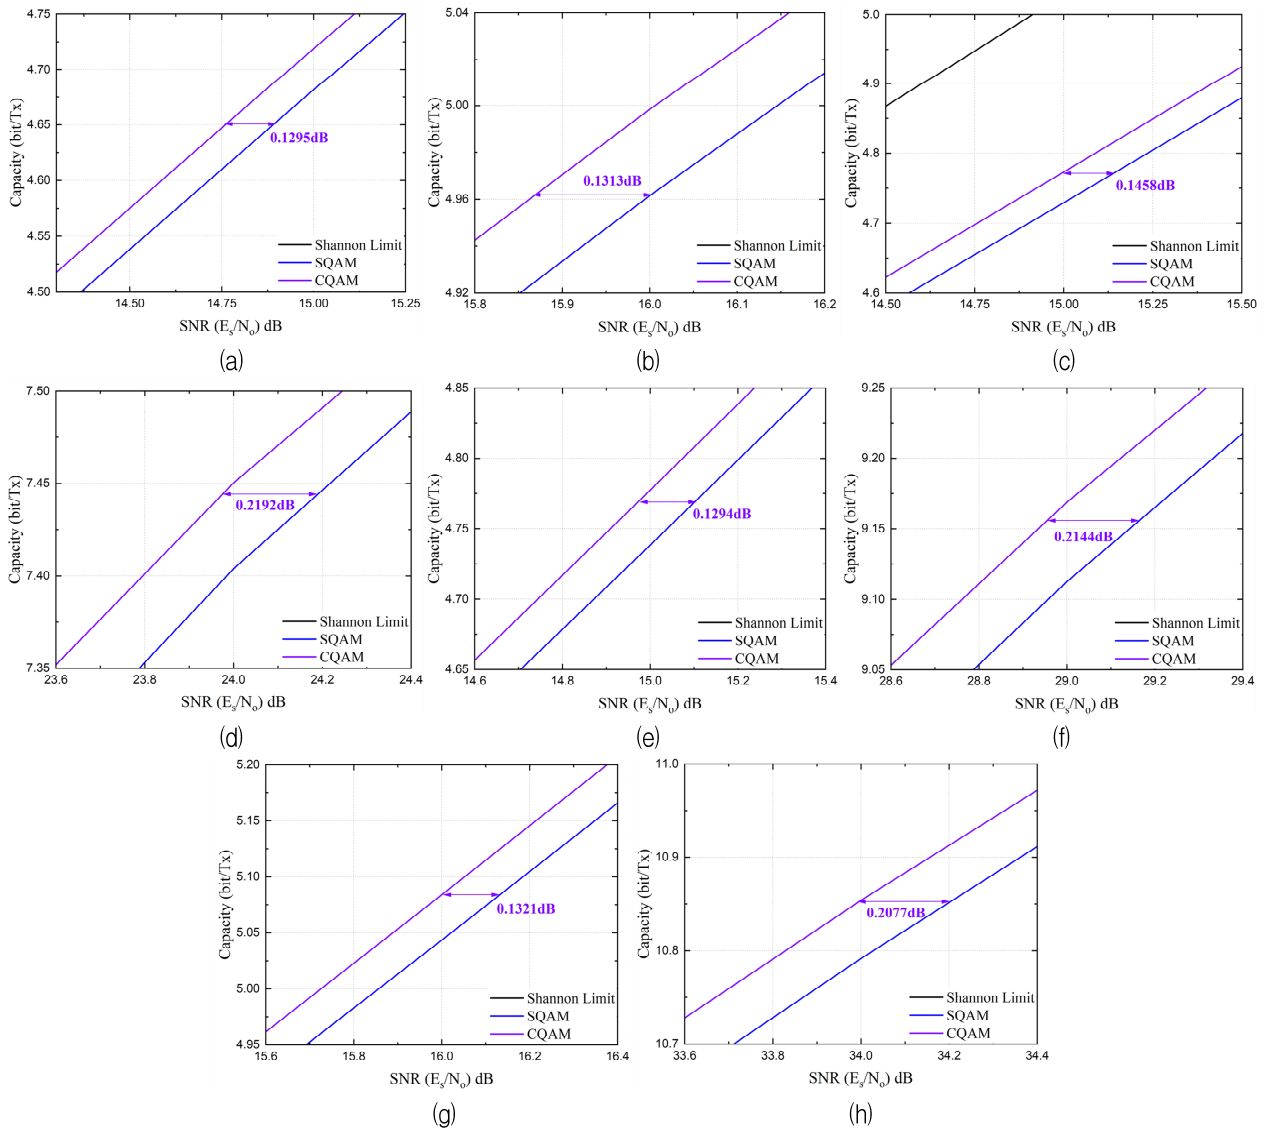 4.75
4.70
4.65
4.60
4.55
4.50
Capacity (bit/Tx)
0.1295dB
Shannon Limit
SQAM
CQAM
14.50 14.75 15.00 15.25
SNR (Es/No) dB
(a)
5.04
5.00
4.96
4.92
Capacity (bit/Tx)
0.1313dB
Shannon Limit
SQAM
CQAM
15.8 15.9 16.0 16.1 16.2
SNR (Es/No) dB
(b)
5.0
4.9
4.8
4.7
4.6
Capacity (bit/Tx)
0.1458dB
Shannon Limit
SQAM
CQAM
14.50 14.75 15.00 15.25 15.50
SNR (Es/No) dB
(c)
7.50
7.45
7.40
7.35
Capacity (bit/Tx)
0.2192dB
Shannon Limit
SQAM
CQAM
23.6 23.8 24.0 24.2 24.4
SNR (Es/No) dB
(d)
4.85
4.80
4.75
4.70
4.65
Capacity (bit/Tx)
0.1294dB
Shannon Limit
SQAM
CQAM
14.6 14.8 15.0 15.2 15.4
SNR (Es/No) dB
(e)
9.25
9.20
9.15
9.10
9.05
Capacity (bit/Tx)
0.2144dB
Shannon Limit
SQAM
CQAM
28.6 28.8 29.0 29.2 29.4
SNR (Es/No) dB
(f)
5.20
5.15
5.10
5.05
5.00
4.95
Capacity (bit/Tx)
0.1321dB
Shannon Limit
SQAM
CQAM
15.6 15.8 16.0 16.2 16.4
SNR (Es/No) dB
(g)
11.0
10.9
10.8
10.7
Capacity (bit/Tx)
0.2077dB
Shannon Limit
SQAM
CQAM
33.6 33.8 34.0 34.2 34.4
SNR (Es/No) dB
(h)